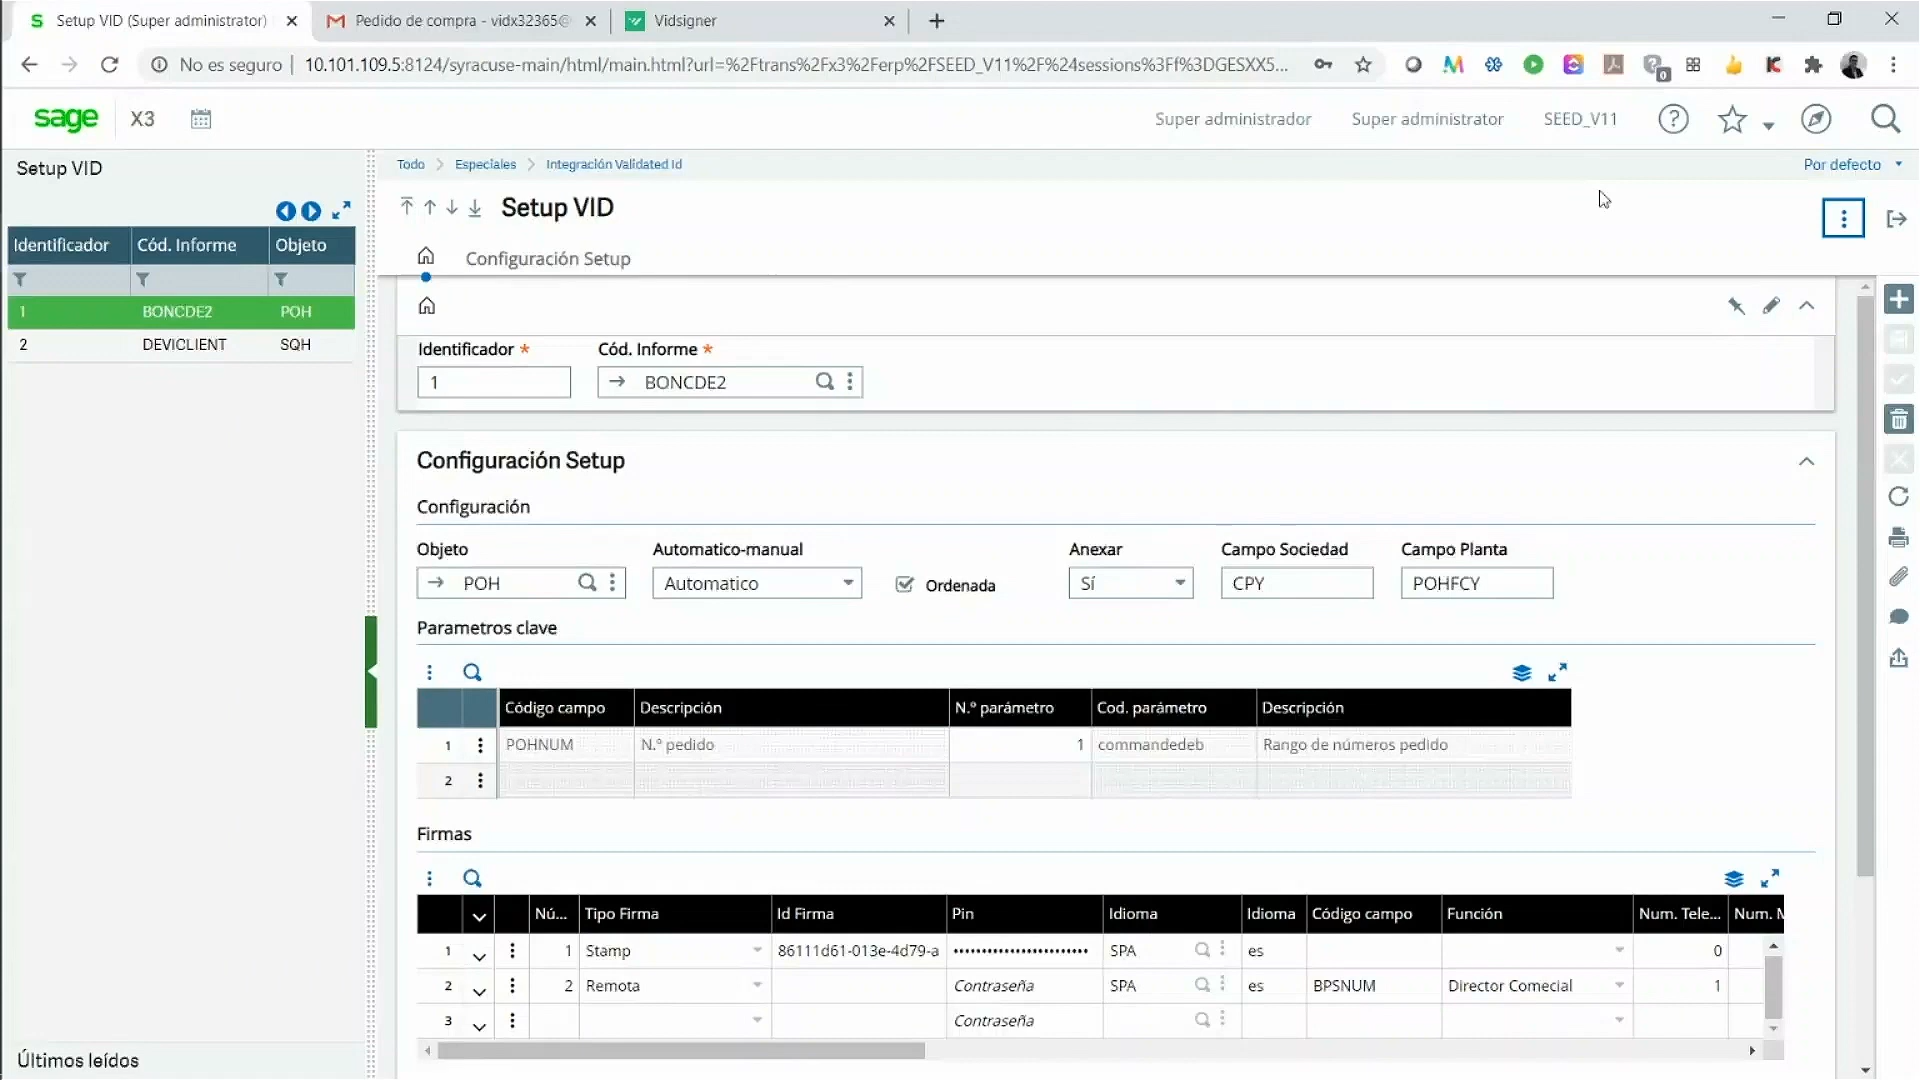 Setup VID (Super administrator)
Pedido de compra - vidx32365@
Vidsigner
No es seguro | 10.101.109.5:8124/syracuse-main/html/main.html?url=%2Ftrans%2Fx3%2Ferp%2FSEED_V11%2F%24sessions%3Ff%3DGESXX5...
0
sage X3
Super administrador Super administrator SEED_V11
Setup VID
Todo Especiales Integración Validated Id
Por defecto
Setup VID
Configuración Setup
Identificador Cód. Informe Objeto
1 BONCDE2 POH
2 DEVICLIENT SQH
Identificador * Cód. Informe *
1 BONCDE2
Configuración Setup
Configuración
Objeto Automatico-manual Anexar Campo Sociedad Campo Planta
POH Automatico Ordenada Sí CPY POHFCY
Parametros clave
Código campo Descripción N.º parámetro Cod. parámetro Descripción
1 POHNUM N.º pedido 1 commandedeb Rango de números pedido
2
Firmas
Nú... Tipo Firma Id Firma Pin Idioma Idioma Código campo Función Num. Tele... Num. M
1 1 Stamp 86111d61-013e-4d79-a •••••••••••••••••••••••• SPA es 0
2 2 Remota Contraseña SPA es BPSNUM Director Comecial 1
3 Contraseña
Últimos leídos